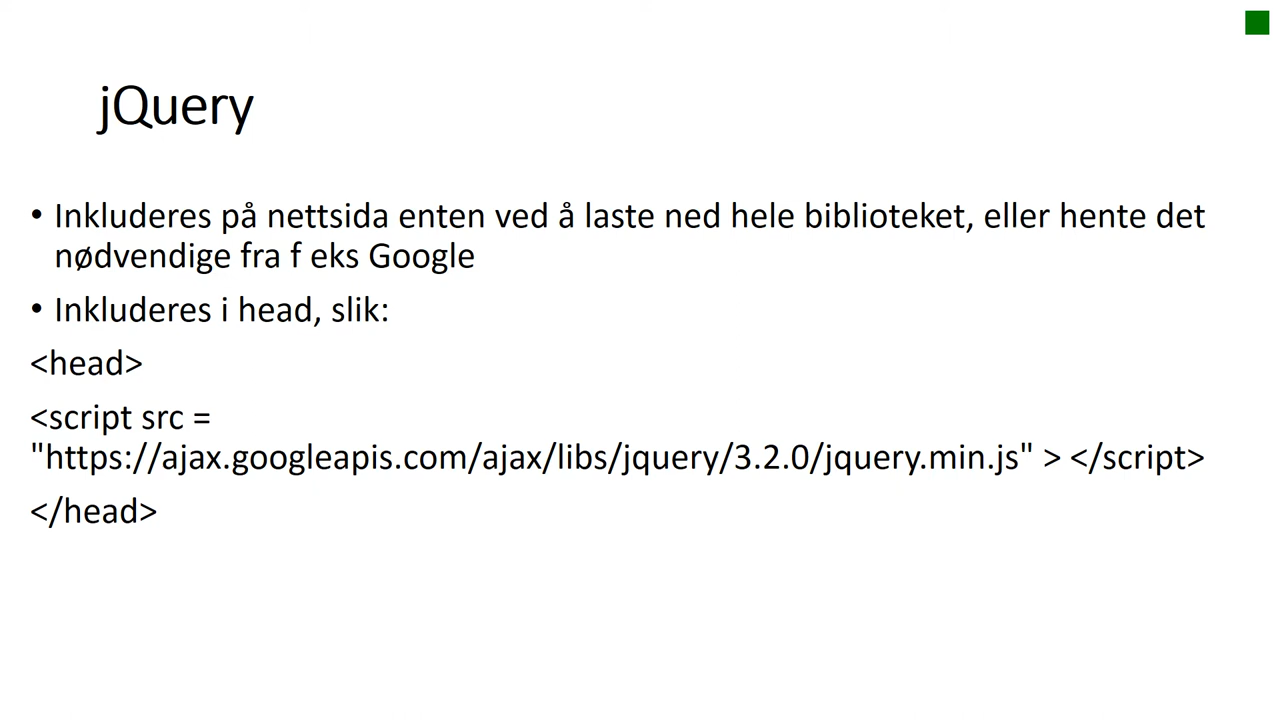 jQuery
• Inkluderes på nettsida enten ved å laste ned hele biblioteket, eller hente det
nødvendige fra f eks Google
• Inkluderes i head, slik:
<head>
<script src =
"https://ajax.googleapis.com/ajax/libs/jquery/3.2.0/jquery.min.js" > </script>
</head>